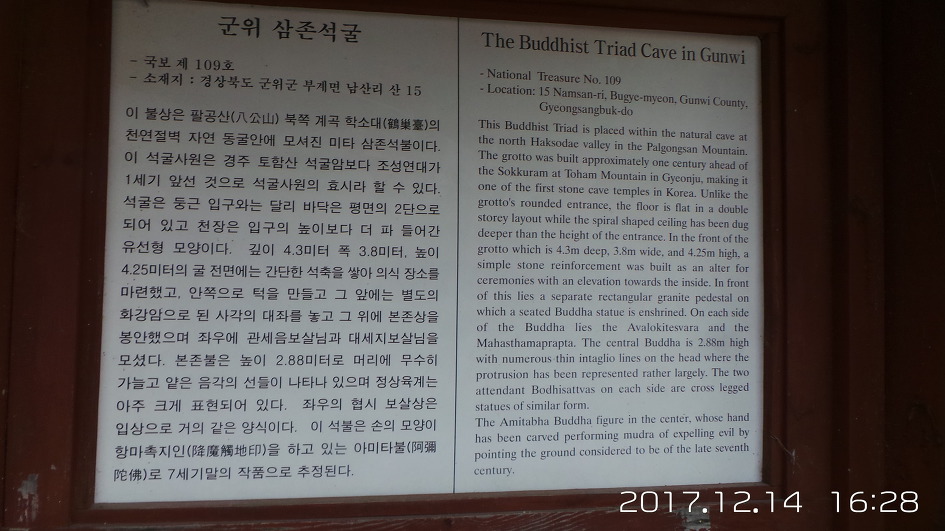 군위 삼존석굴
- 국보 제 109호
- 소재지 : 경상북도 군위군 부계면 남산리 산 15
이 불상은 팔공산(八公山) 북쪽 계곡 학소대(鶴巢臺)의
천연절벽 자연 동굴안에 모셔진 미타 삼존석불이다.
이 석굴사원은 경주 토함산 석굴암보다 조성연대가
1세기 앞선 것으로 석굴사원의 효시라 할 수 있다.
석굴은 둥근 입구와는 달리 바닥은 평면의 2단으로
되어 있고 천장은 입구의 높이보다 더 파 들어간
유선형 모양이다. 깊이 4.3미터 폭 3.8미터, 높이
4.25미터의 굴 전면에는 간단한 석축을 쌓아 의식 장소를
마련했고, 안쪽으로 턱을 만들고 그 앞에는 별도의
화강암으로 된 사각의 대좌를 놓고 그 위에 본존상을
봉안했으며 좌우에 관세음보살님과 대세지보살님을
모셨다. 본존불은 높이 2.88미터로 머리에 무수히
가늘고 얕은 음각의 선들이 나타나 있으며 정상육계는
아주 크게 표현되어 있다. 좌우의 협시 보살상은
입상으로 거의 같은 양식이다. 이 석불은 손의 모양이
항마촉지인(降魔觸地印)을 하고 있는 아미타불(阿彌
陀佛)로 7세기말의 작품으로 추정된다.
The Buddhist Triad Cave in Gunwi
- National Treasure No. 109
- Location: 15 Namsan-ri, Bugye-myeon, Gunwi County,
Gyeongsangbuk-do
This Buddhist Triad is placed within the natural cave at
the north Haksodae valley in the Palgongsan Mountain.
The grotto was built approximately one century ahead of
the Sokkuram at Toham Mountain in Gyeonju, making it
one of the first stone cave temples in Korea. Unlike the
grotto's rounded entrance, the floor is flat in a double
storey layout while the spiral shaped ceiling has been dug
deeper than the height of the entrance. In the front of the
grotto which is 4.3m deep, 3.8m wide, and 4.25m high, a
simple stone reinforcement was built as an alter for
ceremonies with an elevation towards the inside. In front
of this lies a separate rectangular granite pedestal on
which a seated Buddha statue is enshrined. On each side
of the Buddha lies the Avalokitesvara and the
Mahasthamaprapta. The central Buddha is 2.88m high
with numerous thin intaglio lines on the head where the
protrusion has been represented rather largely. The two
attendant Bodhisattvas on each side are cross legged
statues of similar form.
The Amitabha Buddha figure in the center, whose hand
has been carved performing mudra of expelling evil by
pointing the ground considered to be of the late seventh
century.
2017.12.14 16:28